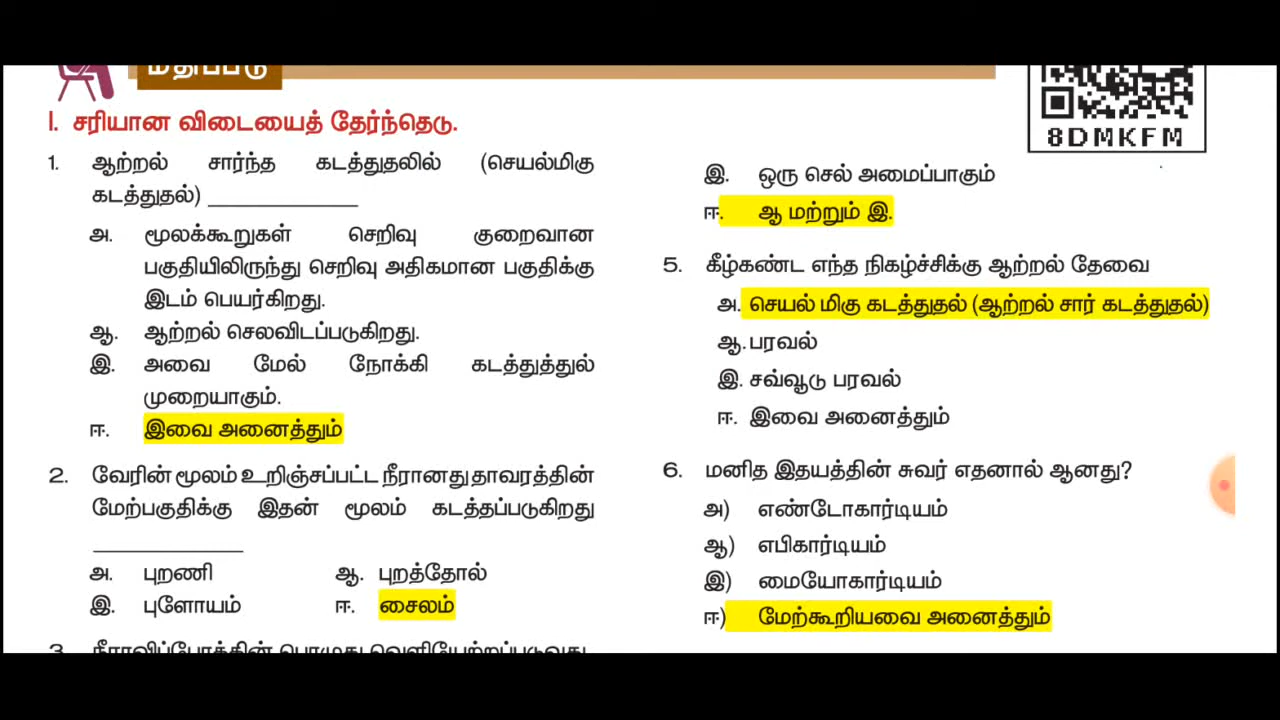 மதிப்பீடு
I. சரியான விடையைத் தேர்ந்தெடு.
1. ஆற்றல் சார்ந்த கடத்துதலில் (செயல்மிகு
கடத்துதல்) ____________
அ. மூலக்கூறுகள் செறிவு குறைவான
பகுதியிலிருந்து செறிவு அதிகமான பகுதிக்கு
இடம் பெயர்கிறது.
ஆ. ஆற்றல் செலவிடப்படுகிறது.
இ. அவை மேல் நோக்கி கடத்துத்துல்
முறையாகும்.
ஈ. இவை அனைத்தும்
2. வேரின் மூலம் உறிஞ்சப்பட்ட நீரானது தாவரத்தின்
மேற்பகுதிக்கு இதன் மூலம் கடத்தப்படுகிறது
____________
அ. புறணி ஆ. புறத்தோல்
இ. புளோயம் ஈ. சைலம்
3. நீராவிப்போக்கின் பொழுது வெளியேற்றப்படுவது
8DMKFM
இ. ஒரு செல் அமைப்பாகும்
ஈ. ஆ மற்றும் இ.
5. கீழ்கண்ட எந்த நிகழ்ச்சிக்கு ஆற்றல் தேவை
அ. செயல் மிகு கடத்துதல் (ஆற்றல் சார் கடத்துதல்)
ஆ. பரவல்
இ. சவ்வூடு பரவல்
ஈ. இவை அனைத்தும்
6. மனித இதயத்தின் சுவர் எதனால் ஆனது?
அ) எண்டோகார்டியம்
ஆ) எபிகார்டியம்
இ) மையோகார்டியம்
ஈ) மேற்கூறியவை அனைத்தும்